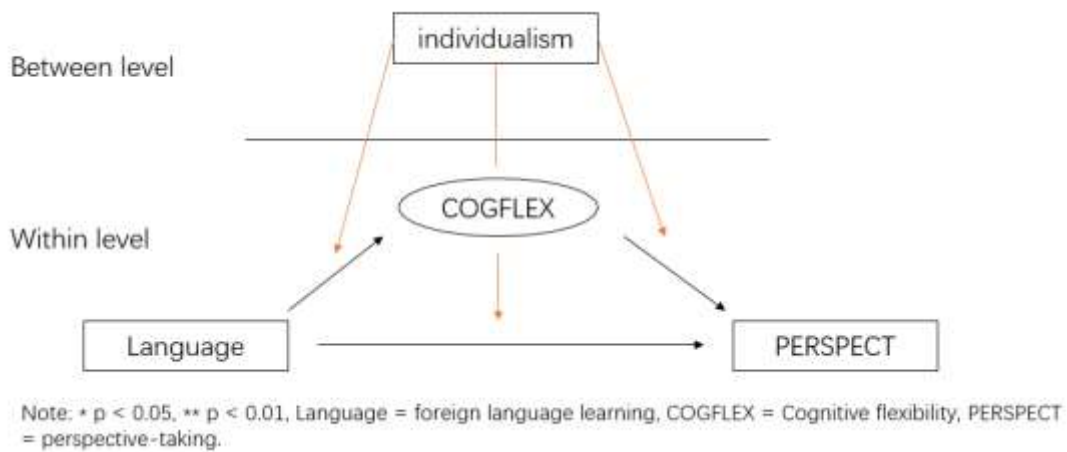 individualism
Between level
COGFLEX
Within level
Language
PERSPECT
Note: * p < 0.05, ** p < 0.01, Language = foreign language learning, COGFLEX = Cognitive flexibility, PERSPECT
= perspective-taking.